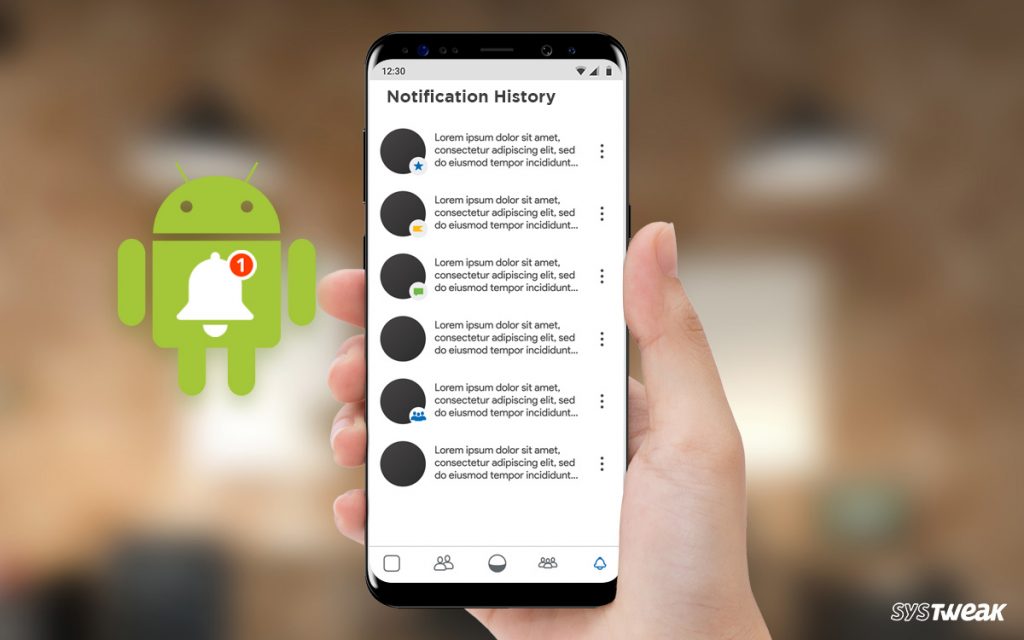 12:30
Notification History
Lorem ipsum dolor sit amet,
consectetur adipiscing elit, sed
do eiusmod tempor incididunt...
Lorem ipsum dolor sit amet,
consectetur adipiscing elit, sed
do eiusmod tempor incididunt...
Lorem ipsum dolor sit amet,
consectetur adipiscing elit, sed
do eiusmod tempor incididunt...
Lorem ipsum dolor sit amet,
consectetur adipiscing elit, sed
do eiusmod tempor incididunt...
Lorem ipsum dolor sit amet,
consectetur adipiscing elit, sed
do eiusmod tempor incididunt...
Lorem ipsum dolor sit amet,
consectetur adipiscing elit, sed
do eiusmod tempor incididunt...
1
SYSTWEAK